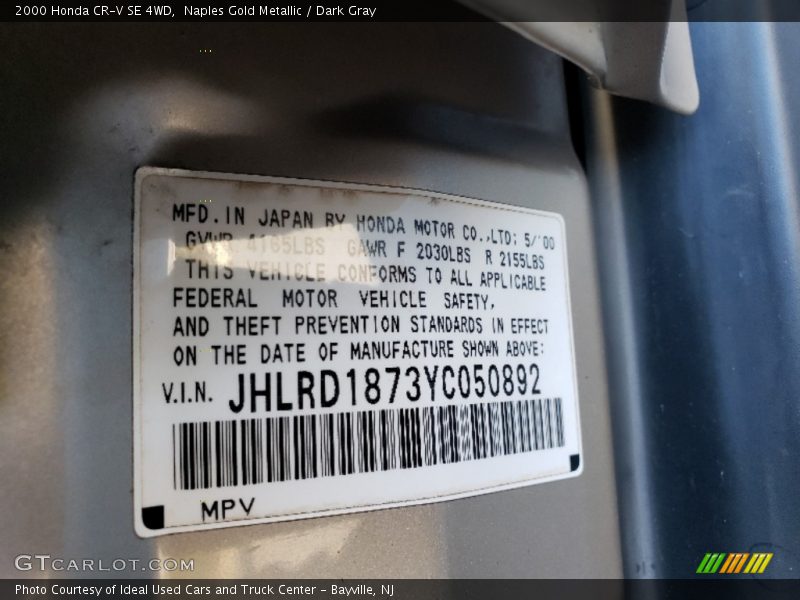 2000 Honda CR-V SE 4WD,  Naples Gold Metallic / Dark Gray
MFD. IN JAPAN BY HONDA MOTOR CO., LTD: 5/'00
GVWR 4165LBS GAWR F 2030LBS R 2155LBS
THIS VEHICLE CONFORMS TO ALL APPLICABLE
FEDERAL MOTOR VEHICLE SAFETY,
AND THEFT PREVENTION STANDARDS IN EFFECT
ON THE DATE OF MANUFACTURE SHOWN ABOVE:
V.I.N. JHLRD1873YC050892
MPV
GTCARLOT.COM
Photo Courtesy of Ideal Used Cars and Truck Center - Bayville, NJ